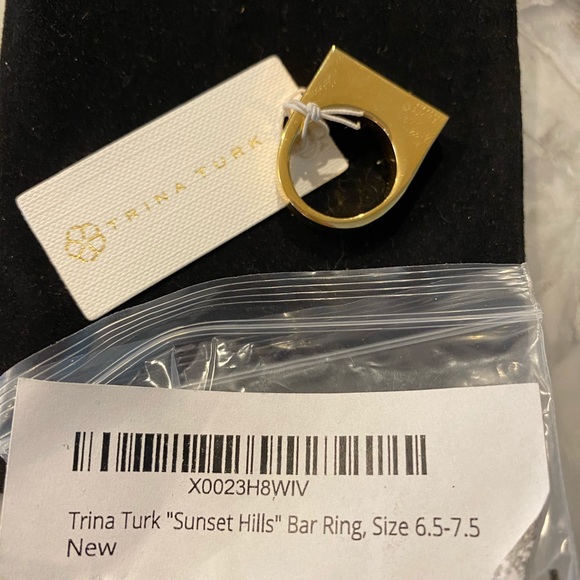 TRINA TURK
X0023H8WIV
Trina Turk "Sunset Hills" Bar Ring, Size 6.5-7.5
New